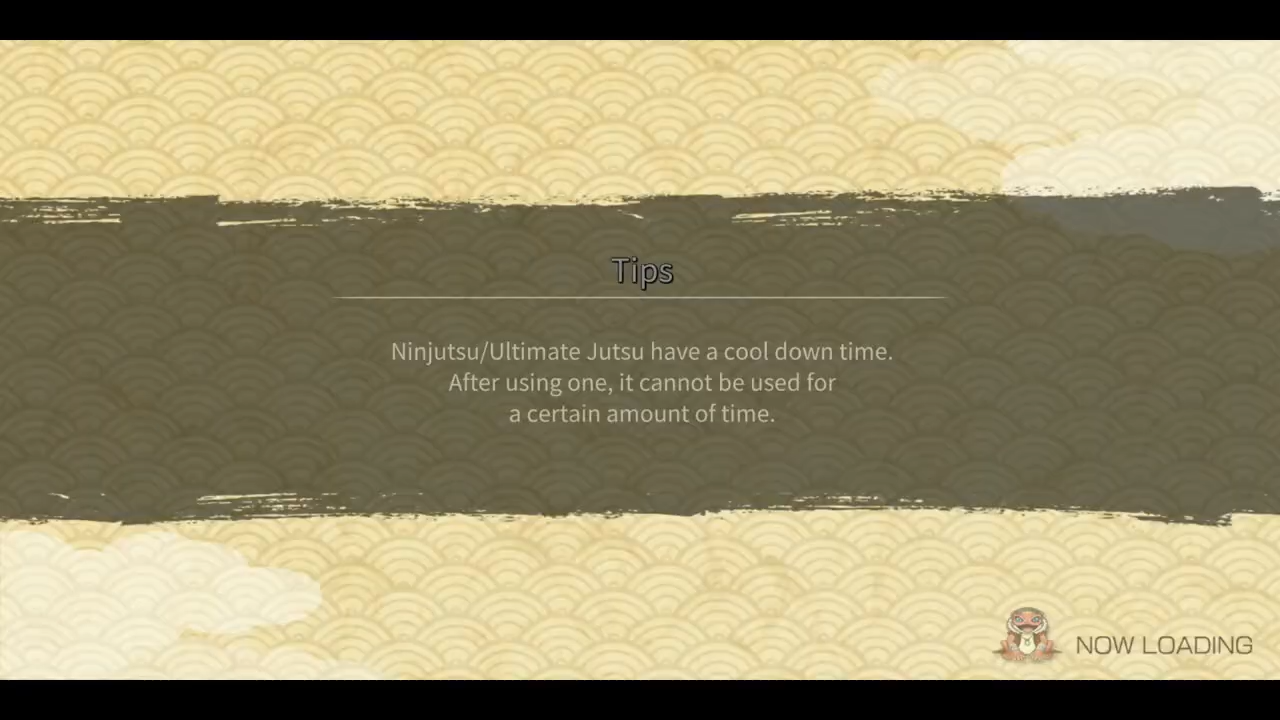 Tips
Ninjutsu/Ultimate Jutsu have a cool down time.
After using one, it cannot be used for
a certain amount of time.
NOW LOADING